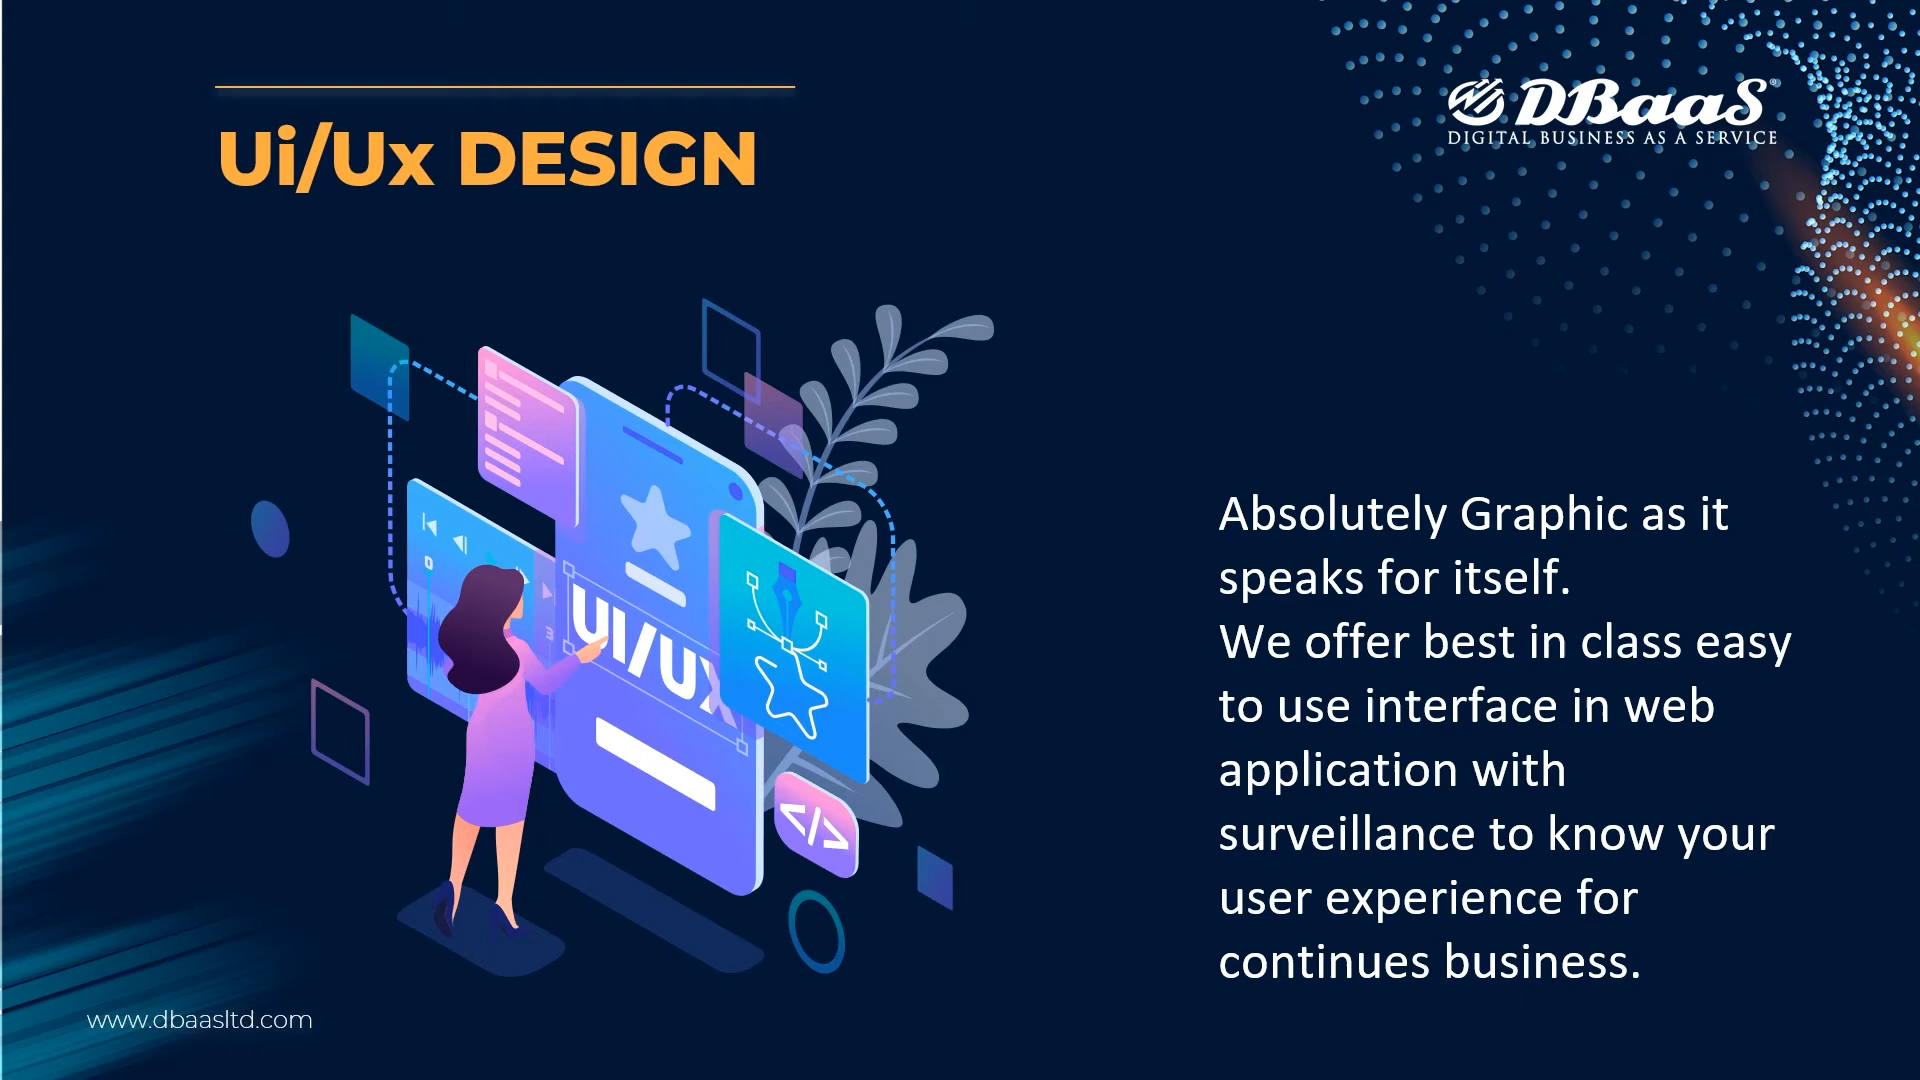 Ui/Ux DESIGN
DBaaS®
DIGITAL BUSINESS AS A SERVICE
0
3
UI/UX
</>
Absolutely Graphic as it
speaks for itself.
We offer best in class easy
to use interface in web
application with
surveillance to know your
user experience for
continues business.
www.dbaasltd.com